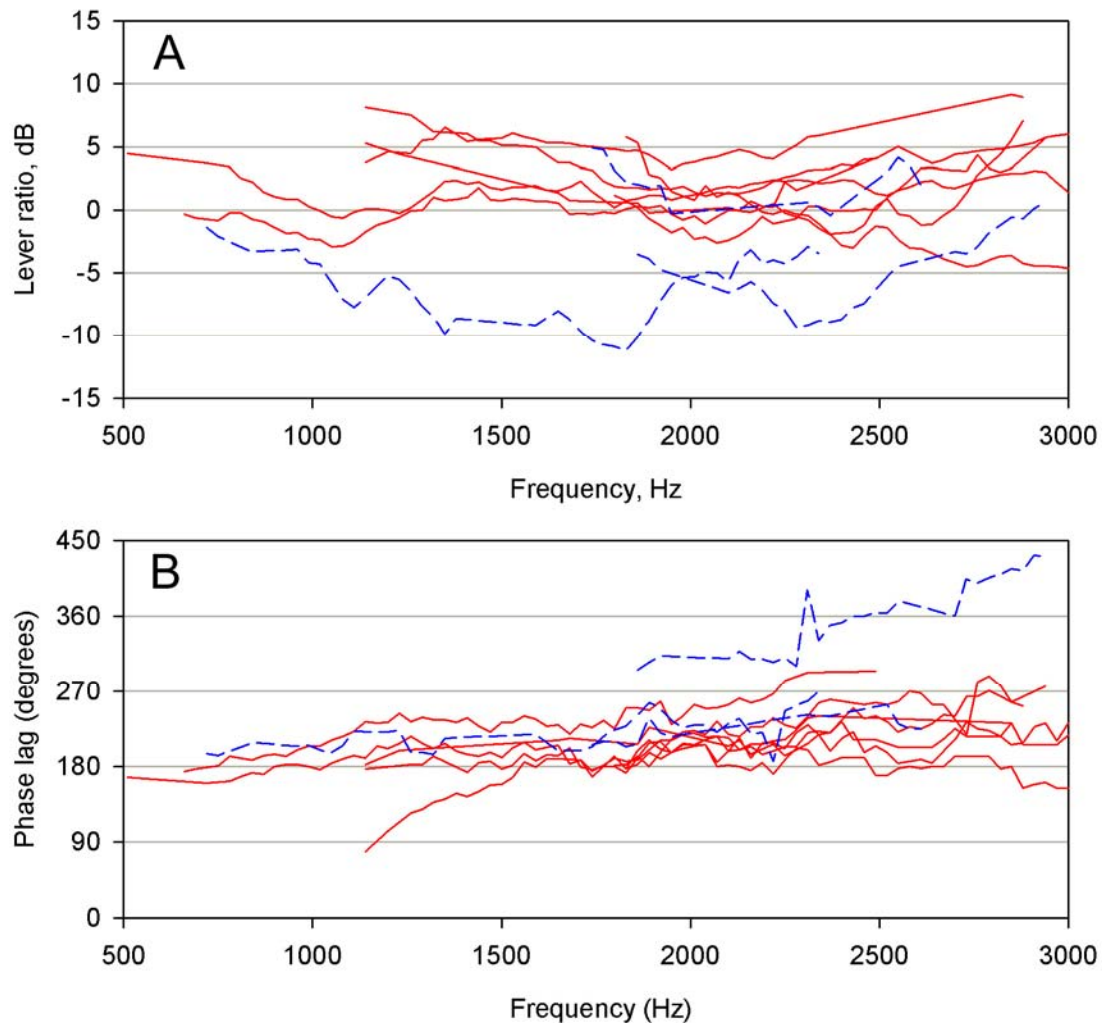 A
15
10
5
0
-5
-10
-15
Lever ratio, dB
500 1000 1500 2000 2500 3000
Frequency, Hz
B
450
360
270
180
90
0
Phase lag (degrees)
500 1000 1500 2000 2500 3000
Frequency (Hz)